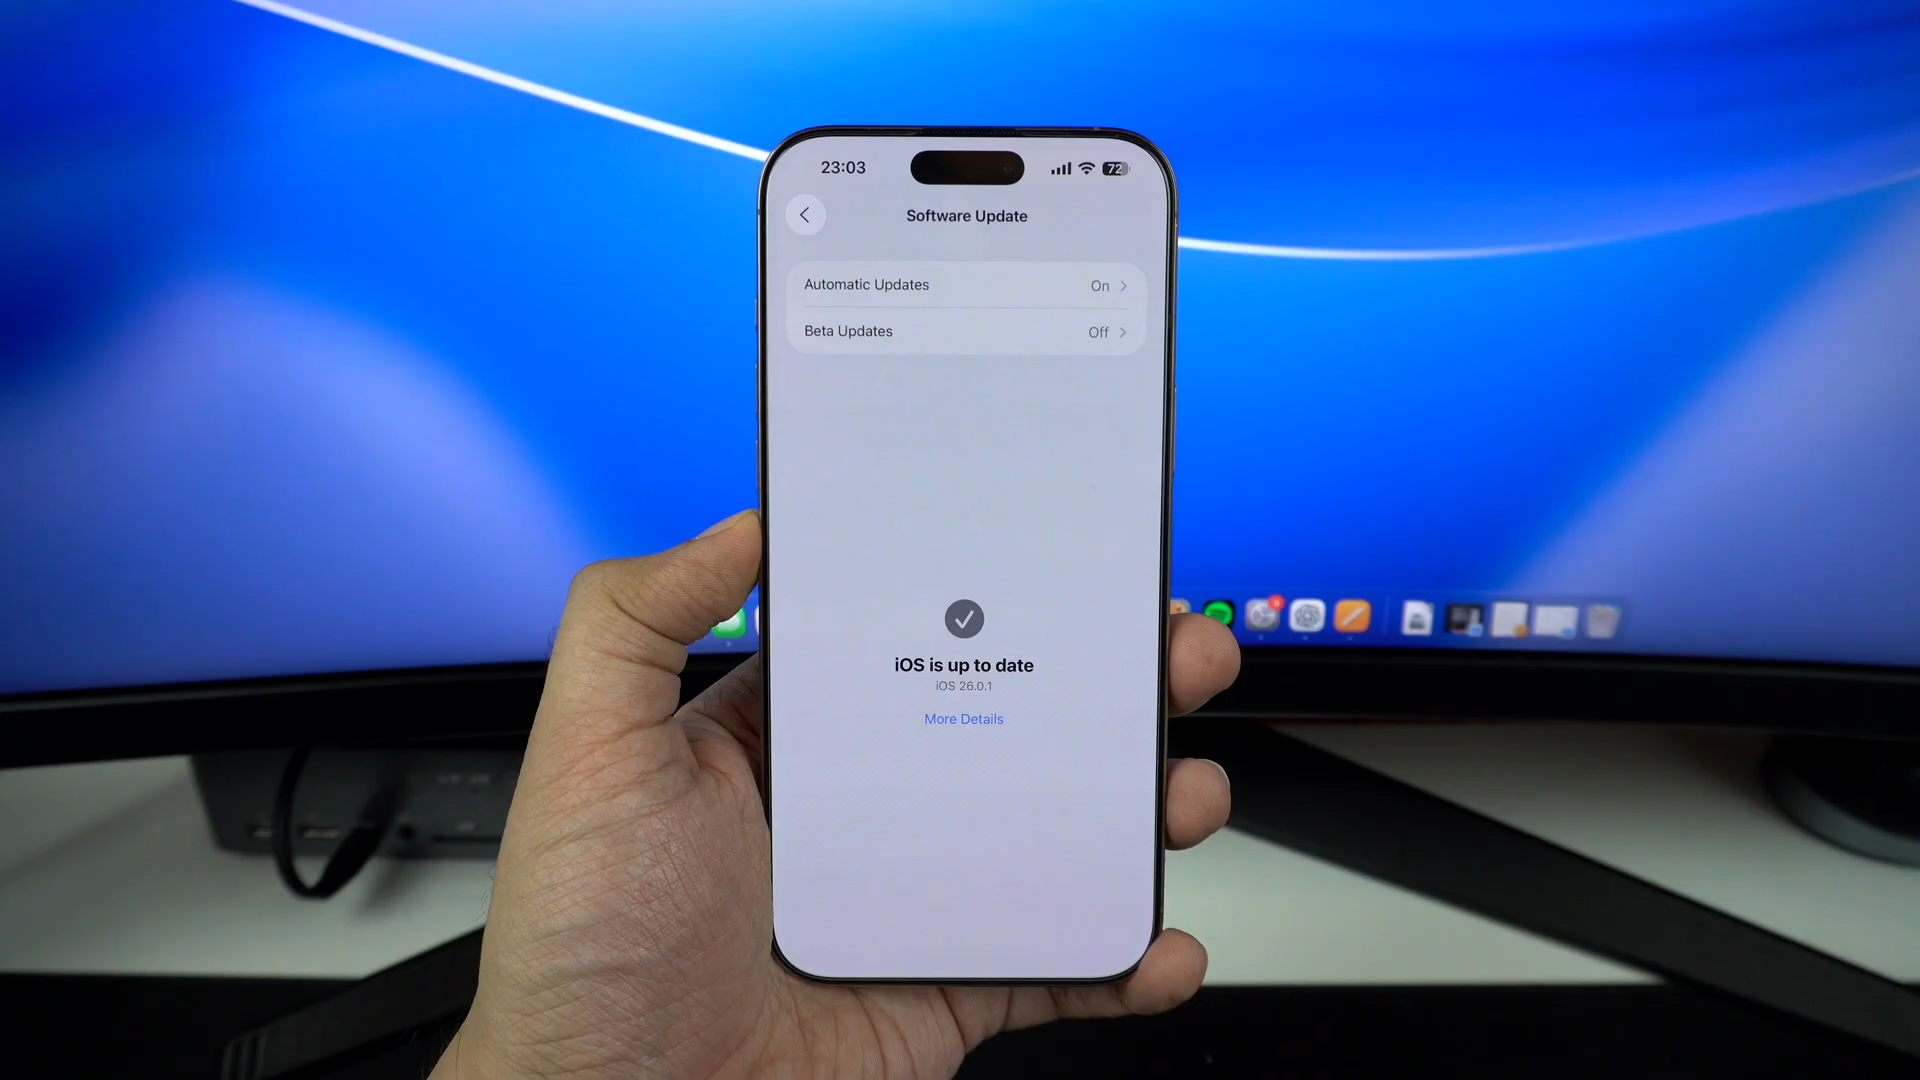 23:03
72
Software Update
Automatic Updates On
Beta Updates Off
iOS is up to date
iOS 26.0.1
More Details